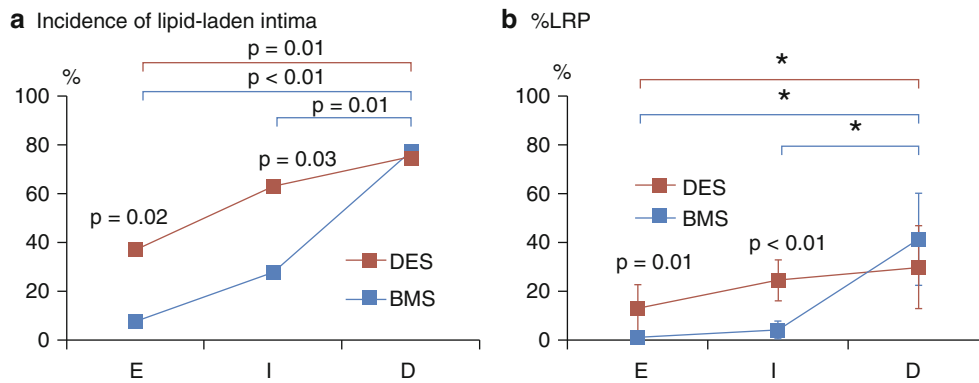 a Incidence of lipid-laden intima
%
p = 0.01
p < 0.01
p = 0.01
100
80
60
40
20
0
p = 0.02
p = 0.03
DES
BMS
E I D
b %LRP
%
*
*
*
100
80
60
40
20
0
DES
BMS
p = 0.01
p < 0.01
E I D